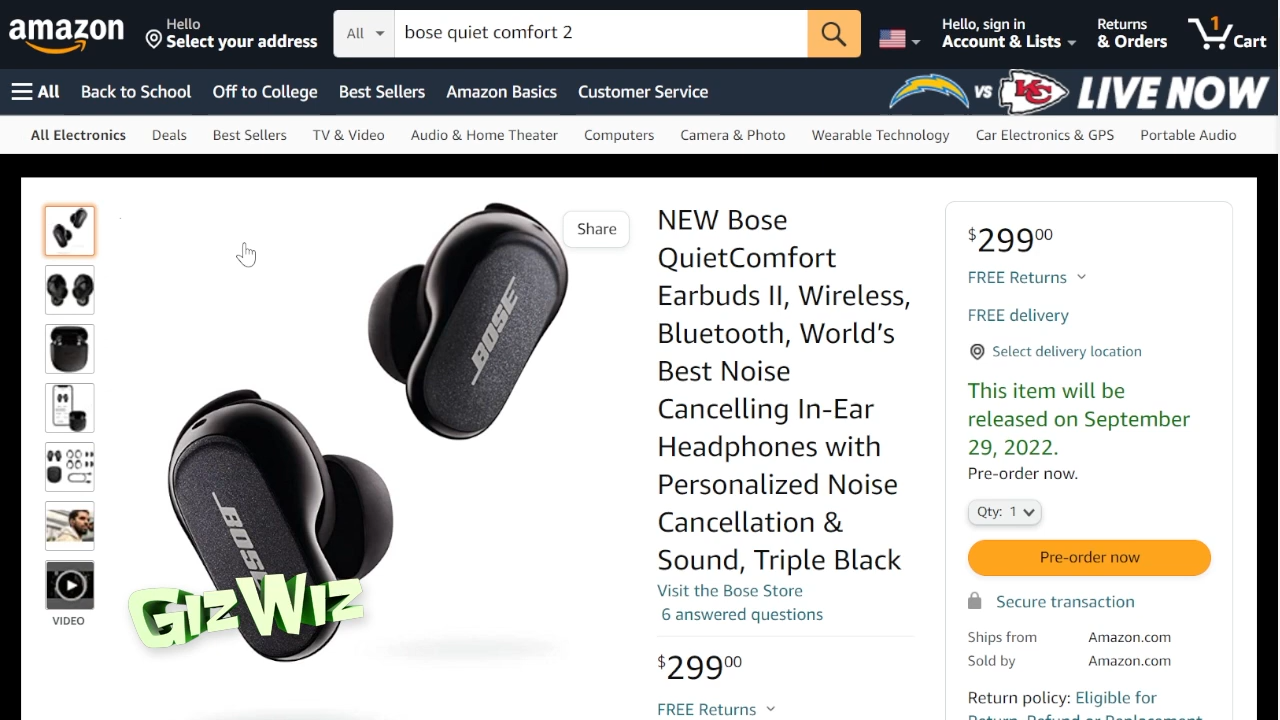 amazon
Hello
Select your address
All
bose quiet comfort 2
Hello, sign in
Account & Lists
Returns
& Orders
1
Cart
All
Back to School
Off to College
Best Sellers
Amazon Basics
Customer Service
VS
KC
LIVE NOW
All Electronics
Deals
Best Sellers
TV & Video
Audio & Home Theater
Computers
Camera & Photo
Wearable Technology
Car Electronics & GPS
Portable Audio
Share
BOSE
BOSE
GIZWIZ
VIDEO
NEW Bose
QuietComfort
Earbuds II, Wireless,
Bluetooth, World’s
Best Noise
Cancelling In-Ear
Headphones with
Personalized Noise
Cancellation &
Sound, Triple Black
Visit the Bose Store
6 answered questions
$29900
FREE Returns
$29900
FREE Returns
FREE delivery
Select delivery location
This item will be
released on September
29, 2022.
Pre-order now.
Qty: 1
Pre-order now
Secure transaction
Ships from Amazon.com
Sold by Amazon.com
Return policy: Eligible for
Return, Refund or Replacement